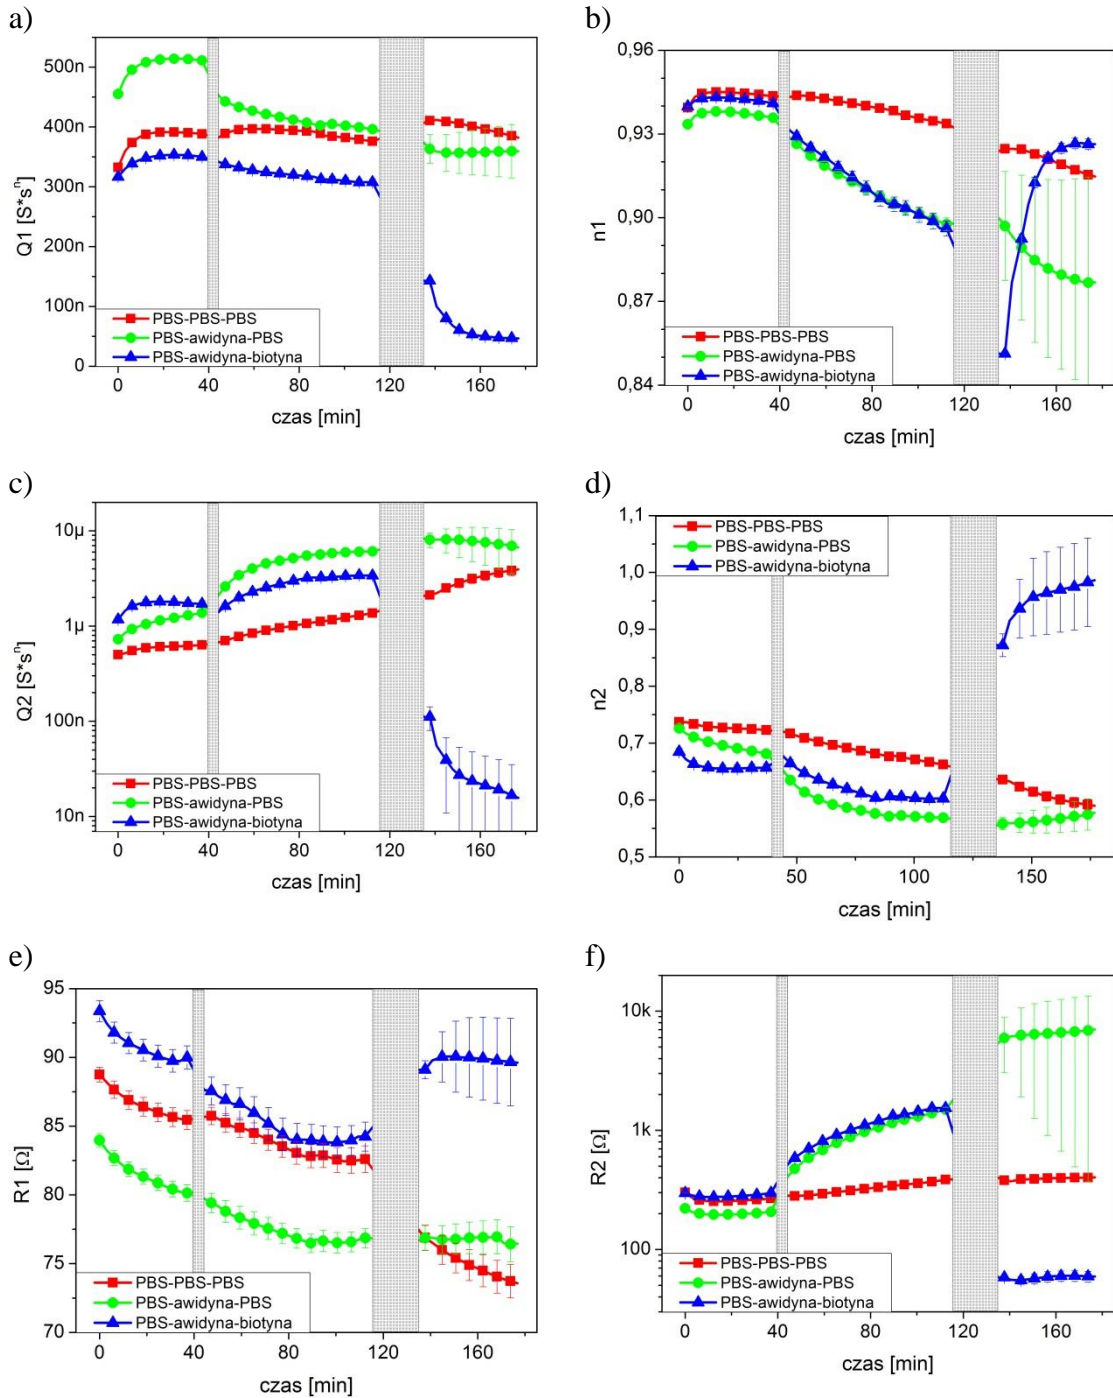 a)
500n
400n
300n
200n
100n
0
Q1 [S*sⁿ]
PBS-PBS-PBS
PBS-awidyna-PBS
PBS-awidyna-biotyna
0 40 80 120 160
czas [min]
b)
0,96
0,93
0,90
0,87
0,84
n1
PBS-PBS-PBS
PBS-awidyna-PBS
PBS-awidyna-biotyna
0 40 80 120 160
czas [min]
c)
10µ
1µ
100n
10n
Q2 [S*sⁿ]
PBS-PBS-PBS
PBS-awidyna-PBS
PBS-awidyna-biotyna
0 40 80 120 160
czas [min]
d)
1,1
1,0
0,9
0,8
0,7
0,6
0,5
n2
PBS-PBS-PBS
PBS-awidyna-PBS
PBS-awidyna-biotyna
0 50 100 150
czas [min]
e)
95
90
85
80
75
70
R1 [Ω]
PBS-PBS-PBS
PBS-awidyna-PBS
PBS-awidyna-biotyna
0 40 80 120 160
czas [min]
f)
10k
1k
100
R2 [Ω]
PBS-PBS-PBS
PBS-awidyna-PBS
PBS-awidyna-biotyna
0 40 80 120 160
czas [min]